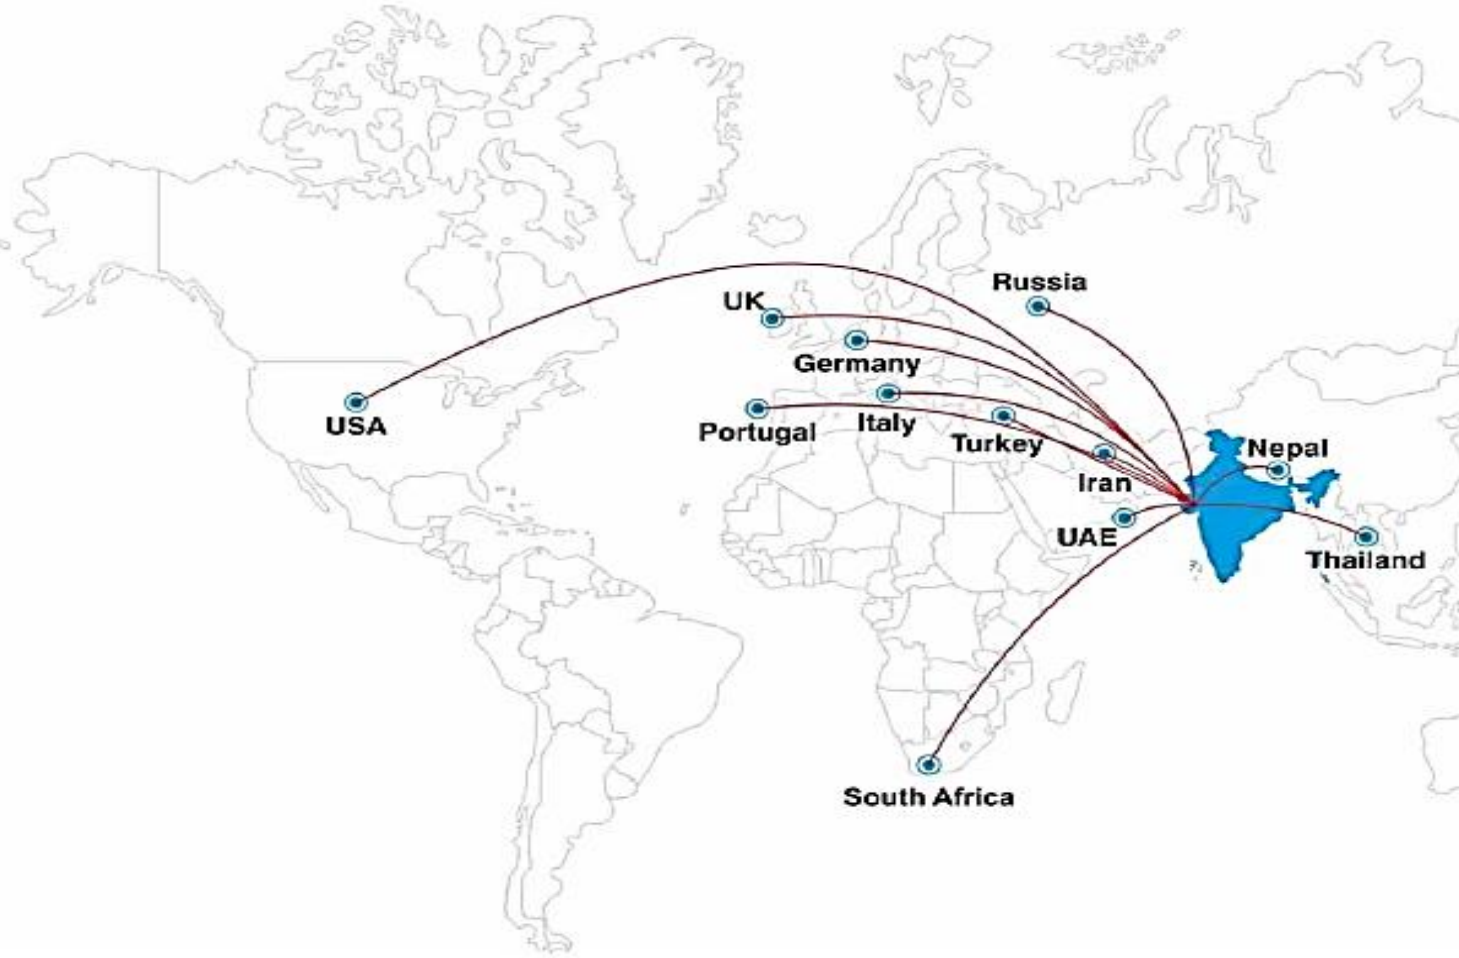 Russia
UK
Germany
USA
Portugal
Italy
Turkey
Nepal
Iran
UAE
Thailand
South Africa